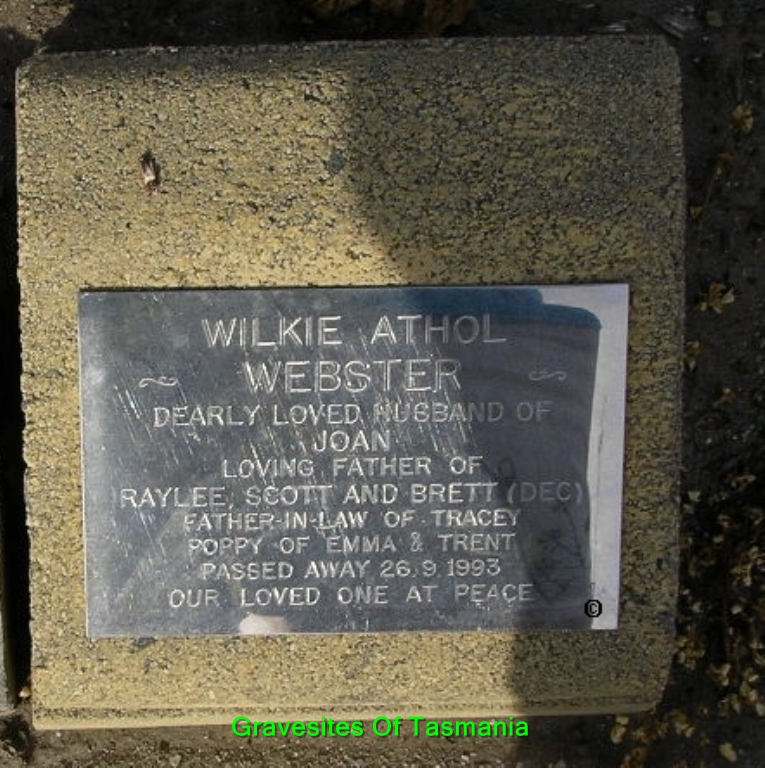 WILKIE ATHOL
WEBSTER
DEARLY LOVED HUSBAND OF
JOAN
LOVING FATHER OF
RAYLEE, SCOTT AND BRETT (DEC)
FATHER-IN-LAW OF TRACEY
POPPY OF EMMA & TRENT
PASSED AWAY 26.9.1993
OUR LOVED ONE AT PEACE
©
Gravesites Of Tasmania